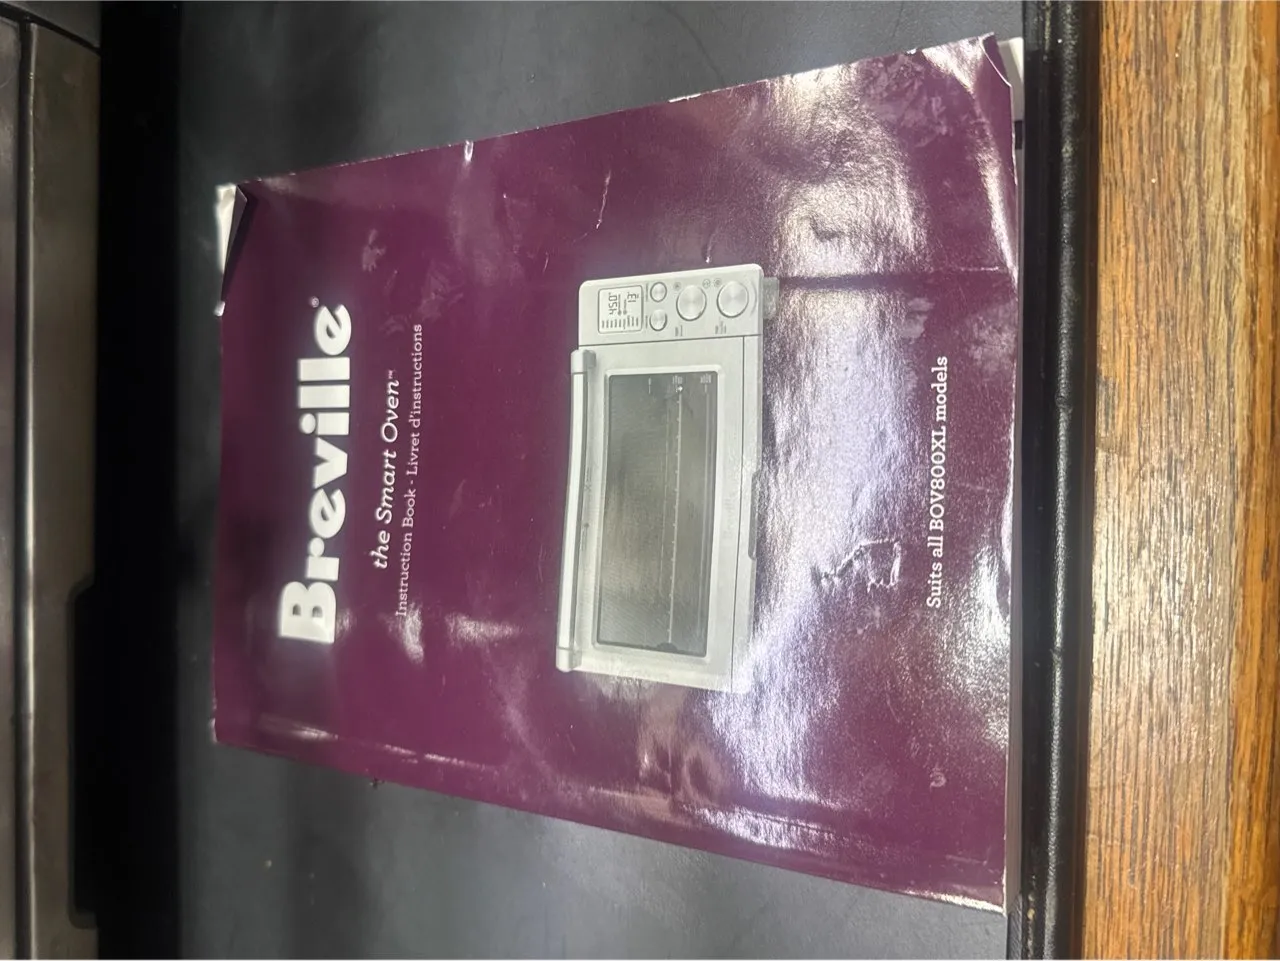 Breville®
the Smart Oven™
Instruction Book - Livret d'instructions
450°F
Suits all BOV800XL models